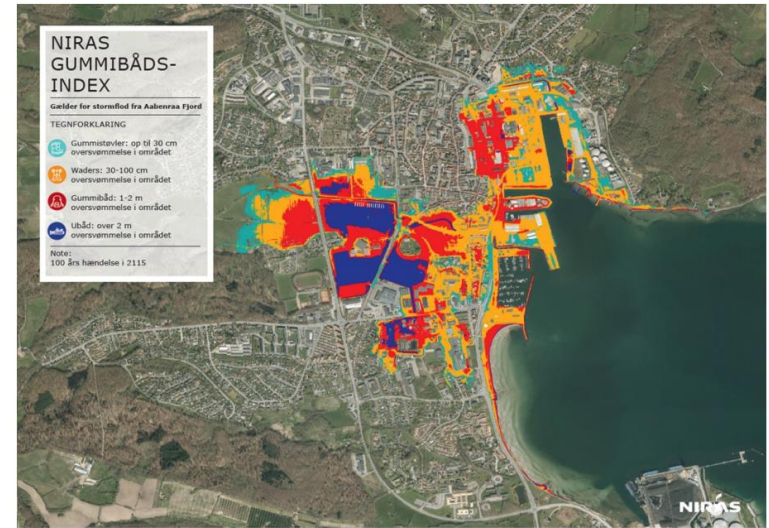 NIRAS
GUMMIBÅDS-
INDEX
Gælder for stormflod fra Aabenraa Fjord
TEGNFORKLARING
Gummistøvler: op til 30 cm
oversvømmelse i området
Waders: 30-100 cm
oversvømmelse i området
Gummibåd: 1-2 m
oversvømmelse i området
Ubåd: over 2 m
oversvømmelse i området
Note:
100 års hændelse i 2115
NIRAS